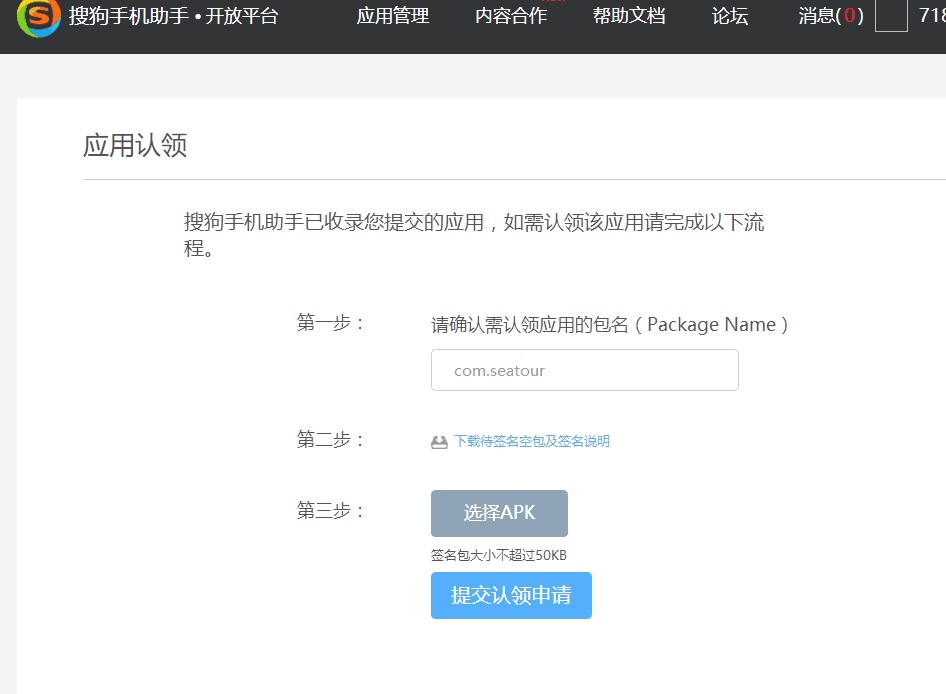 搜狗手机助手 • 开放平台 应用管理 内容合作 帮助文档 论坛 消息(0) 718
应用认领
搜狗手机助手已收录您提交的应用，如需认领该应用请完成以下流
程。
第一步： 请确认需认领应用的包名（Package Name）
com.seatour
第二步： 下载待签名空包及签名说明
第三步： 选择APK
签名包大小不超过50KB
提交认领申请